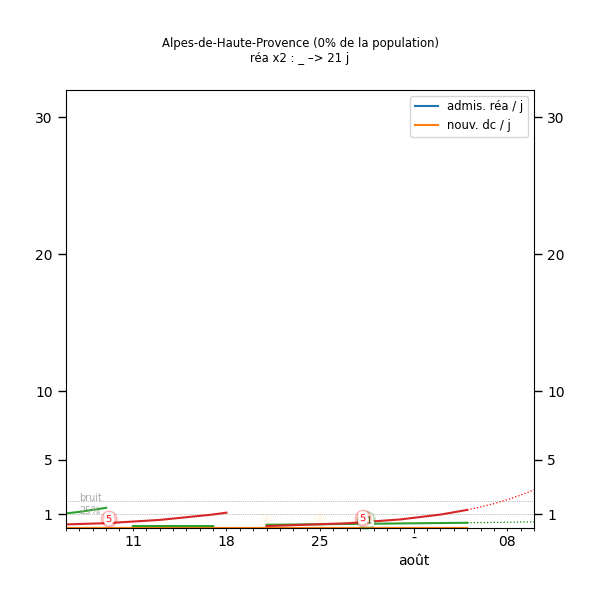 Alpes-de-Haute-Provence (0% de la population)
réa x2 : _ –> 21 j
admis. réa / j
nouv. dc / j
30 30
20 20
10 10
5 5
bruit
25%
1 1
5 5
11 18 25 - 08
août